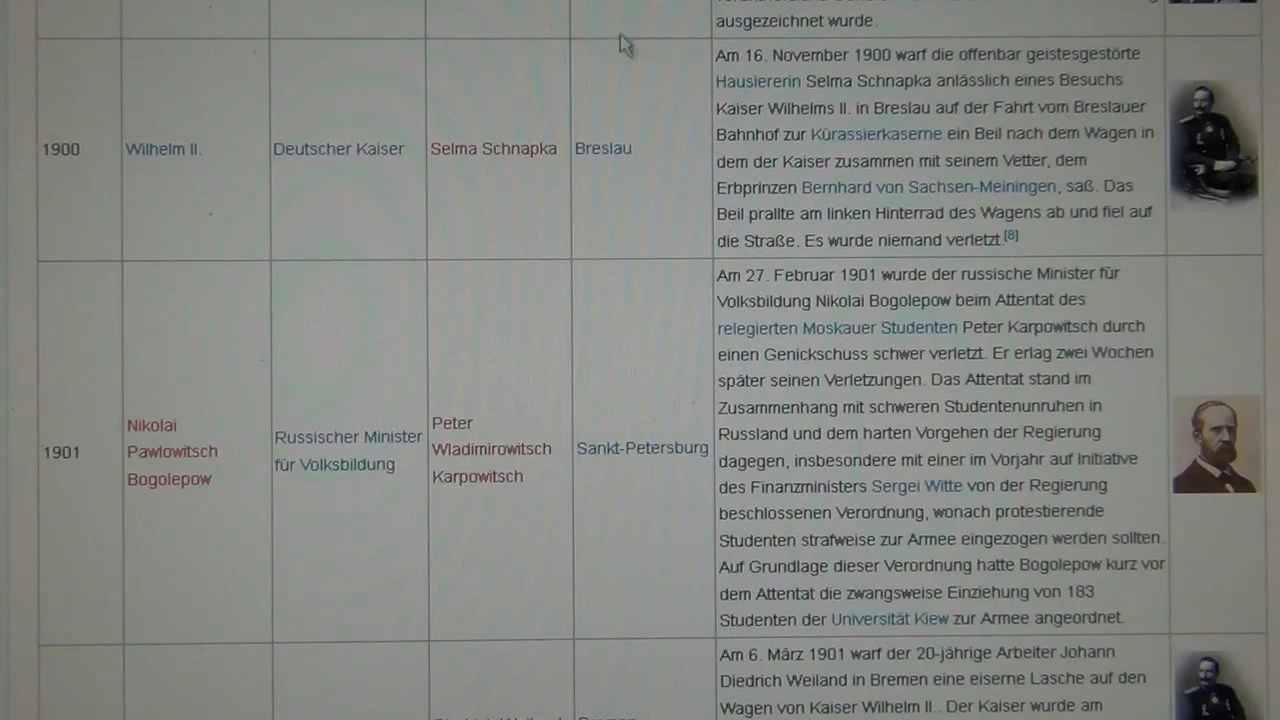 ausgezeichnet wurde.
1900
Wilhelm II.
Deutscher Kaiser
Selma Schnapka
Breslau
Am 16. November 1900 warf die offenbar geistesgestörte
Hausiererin Selma Schnapka anlässlich eines Besuchs
Kaiser Wilhelms II. in Breslau auf der Fahrt vom Breslauer
Bahnhof zur Kürassierkaserne ein Beil nach dem Wagen in
dem der Kaiser zusammen mit seinem Vetter, dem
Erbprinzen Bernhard von Sachsen-Meiningen, saß. Das
Beil prallte am linken Hinterrad des Wagens ab und fiel auf
die Straße. Es wurde niemand verletzt.[8]
1901
Nikolai
Pawlowitsch
Bogolepow
Russischer Minister
für Volksbildung
Peter
Wladimirowitsch
Karpowitsch
Sankt-Petersburg
Am 27. Februar 1901 wurde der russische Minister für
Volksbildung Nikolai Bogolepow beim Attentat des
relegierten Moskauer Studenten Peter Karpowitsch durch
einen Genickschuss schwer verletzt. Er erlag zwei Wochen
später seinen Verletzungen. Das Attentat stand im
Zusammenhang mit schweren Studentenunruhen in
Russland und dem harten Vorgehen der Regierung
dagegen, insbesondere mit einer im Vorjahr auf Initiative
des Finanzministers Sergei Witte von der Regierung
beschlossenen Verordnung, wonach protestierende
Studenten strafweise zur Armee eingezogen werden sollten.
Auf Grundlage dieser Verordnung hatte Bogolepow kurz vor
dem Attentat die zwangsweise Einziehung von 183
Studenten der Universität Kiew zur Armee angeordnet.
Am 6. März 1901 warf der 20-jährige Arbeiter Johann
Diedrich Weiland in Bremen eine eiserne Lasche auf den
Wagen von Kaiser Wilhelm II.. Der Kaiser wurde am